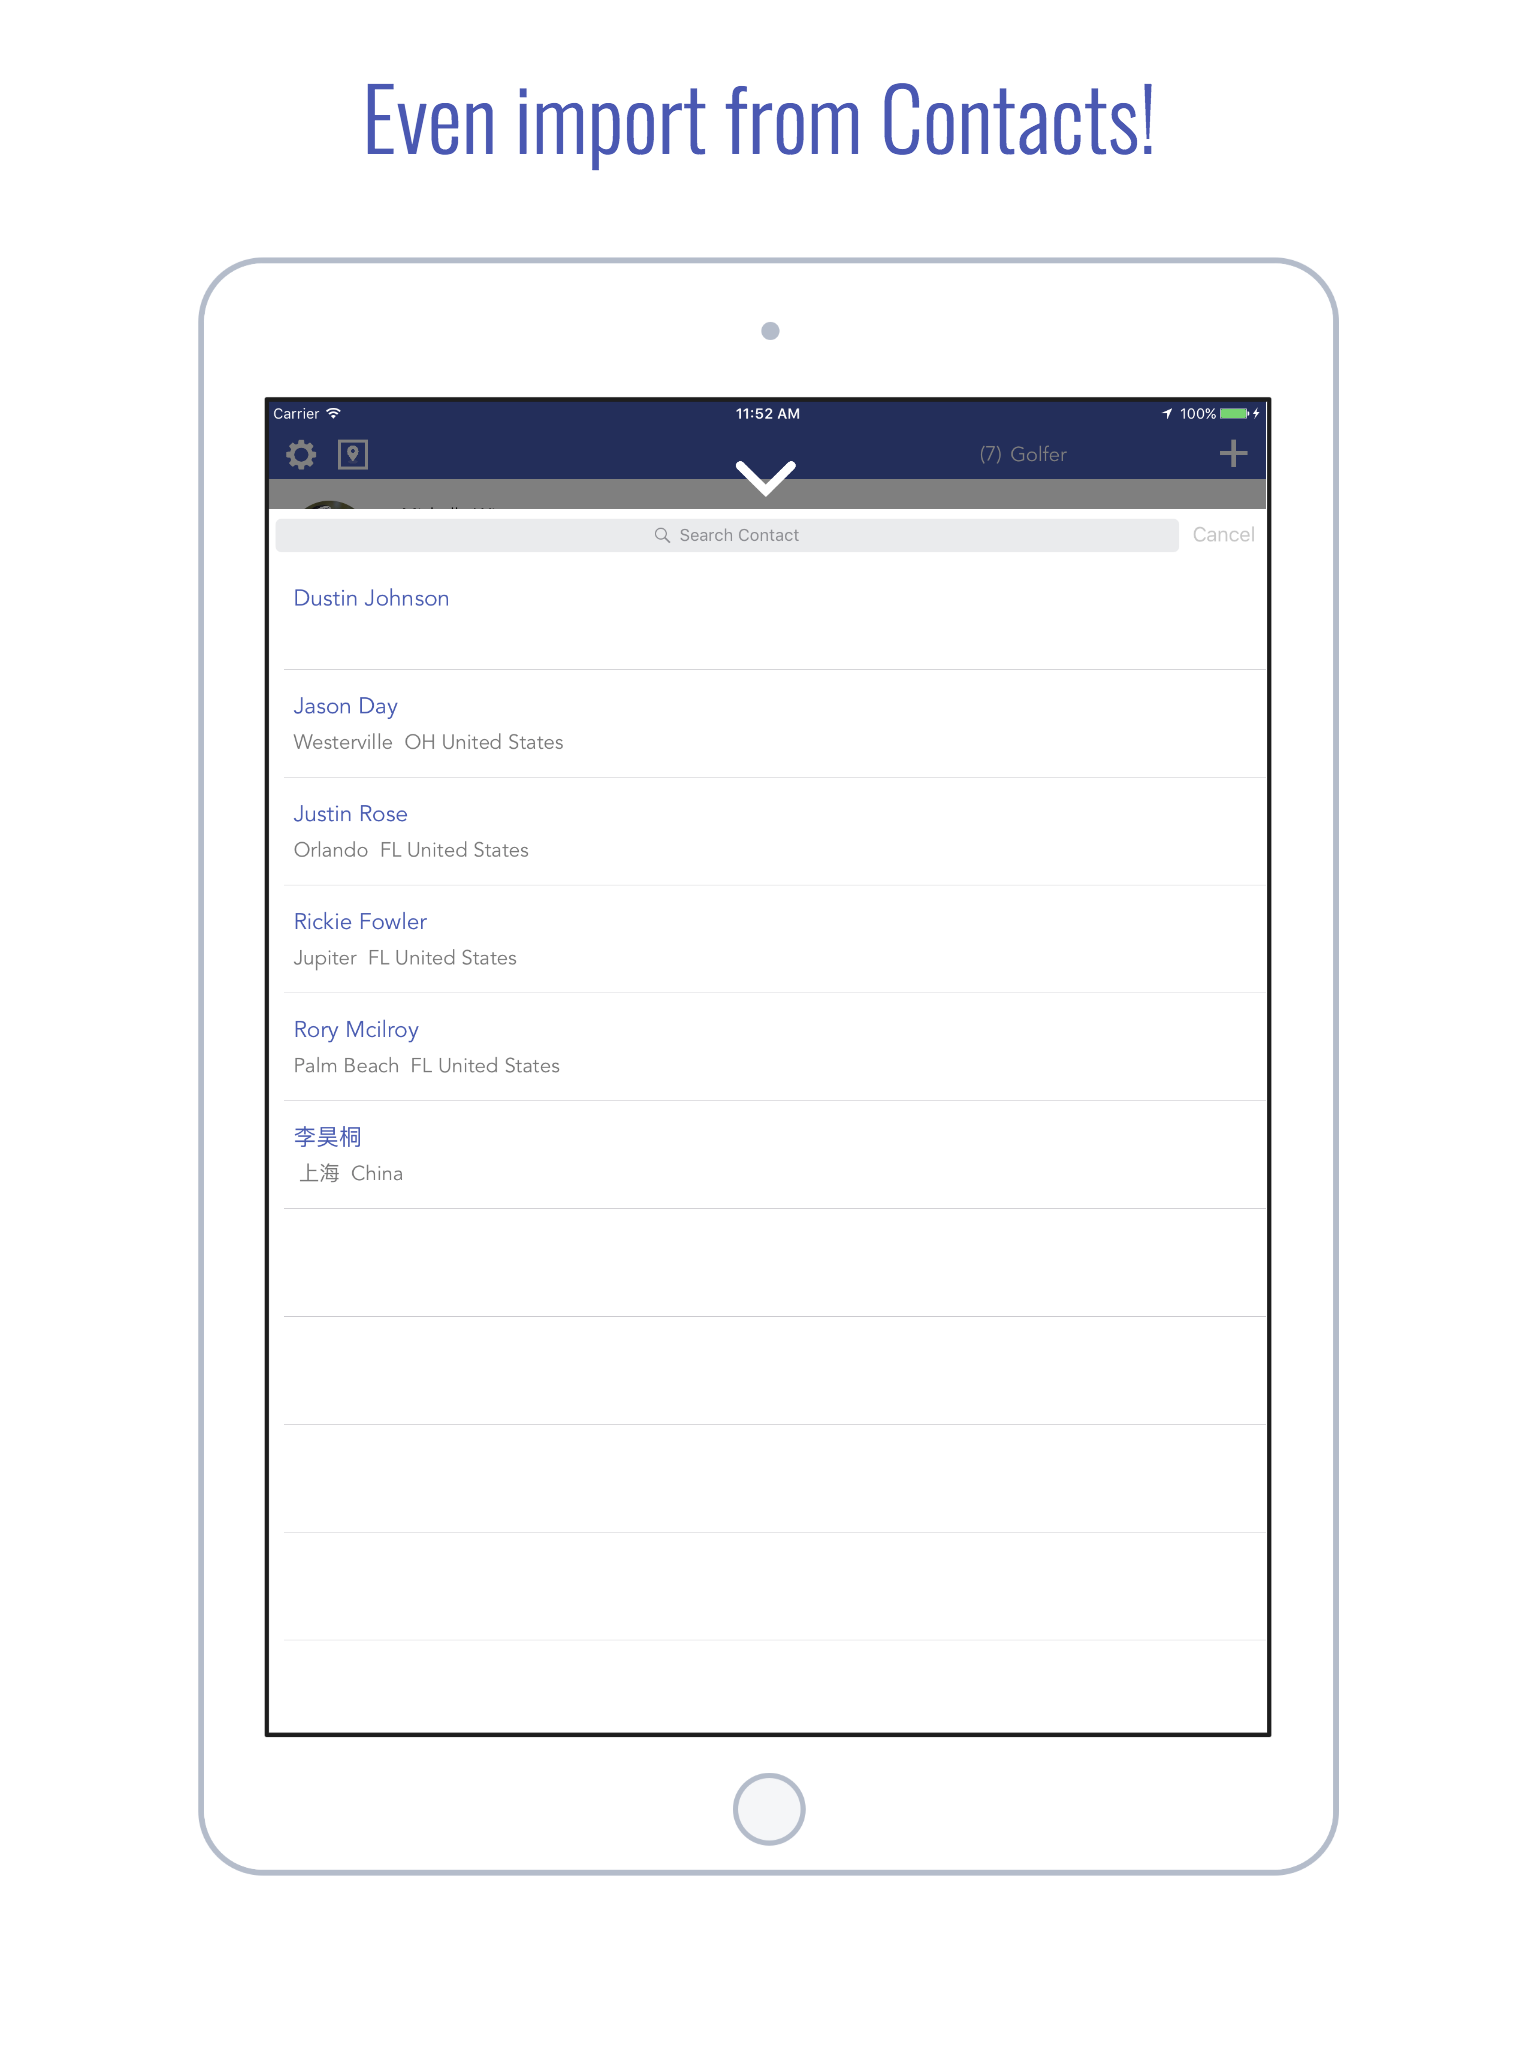 Even import from Contacts!
Carrier 11:52 AM 100%
(7) Golfer
Search Contact Cancel
Dustin Johnson
Jason Day
Westerville OH United States
Justin Rose
Orlando FL United States
Rickie Fowler
Jupiter FL United States
Rory Mcilroy
Palm Beach FL United States
李昊桐
上海 China